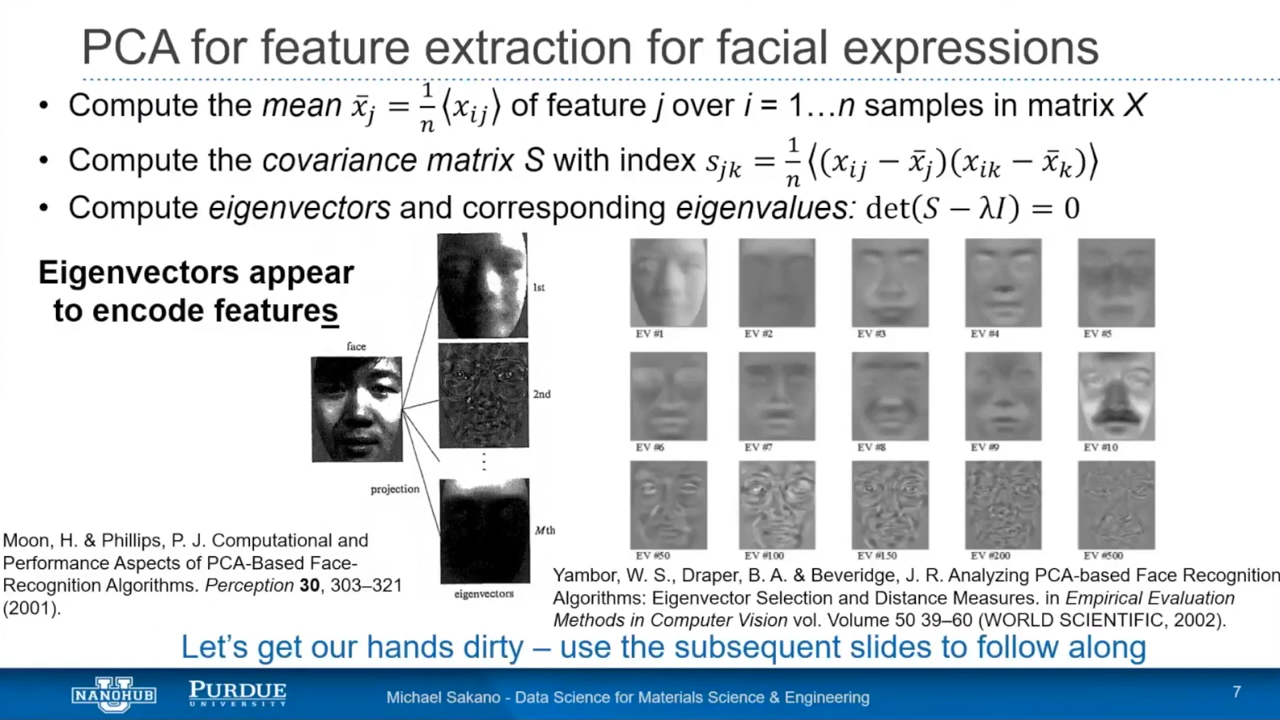 PCA for feature extraction for facial expressions
• Compute the mean x̄ⱼ = 1/n ⟨xᵢⱼ⟩ of feature j over i = 1…n samples in matrix X
• Compute the covariance matrix S with index sⱼₖ = 1/n ⟨(xᵢⱼ − x̄ⱼ)(xᵢₖ − x̄ₖ)⟩
• Compute eigenvectors and corresponding eigenvalues: det(S − λI) = 0
Eigenvectors appear
to encode features
face
projection
1st
2nd
Mth
eigenvectors
EV #1 EV #2 EV #3 EV #4 EV #5
EV #6 EV #7 EV #8 EV #9 EV #10
EV #50 EV #100 EV #150 EV #200 EV #500
Moon, H. & Phillips, P. J. Computational and
Performance Aspects of PCA-Based Face-
Recognition Algorithms. Perception 30, 303–321
(2001).
Yambor, W. S., Draper, B. A. & Beveridge, J. R. Analyzing PCA-based Face Recognition
Algorithms: Eigenvector Selection and Distance Measures. in Empirical Evaluation
Methods in Computer Vision vol. Volume 50 39–60 (WORLD SCIENTIFIC, 2002).
Let's get our hands dirty – use the subsequent slides to follow along
NANOHUB
PURDUE
UNIVERSITY
Michael Sakano - Data Science for Materials Science & Engineering
7